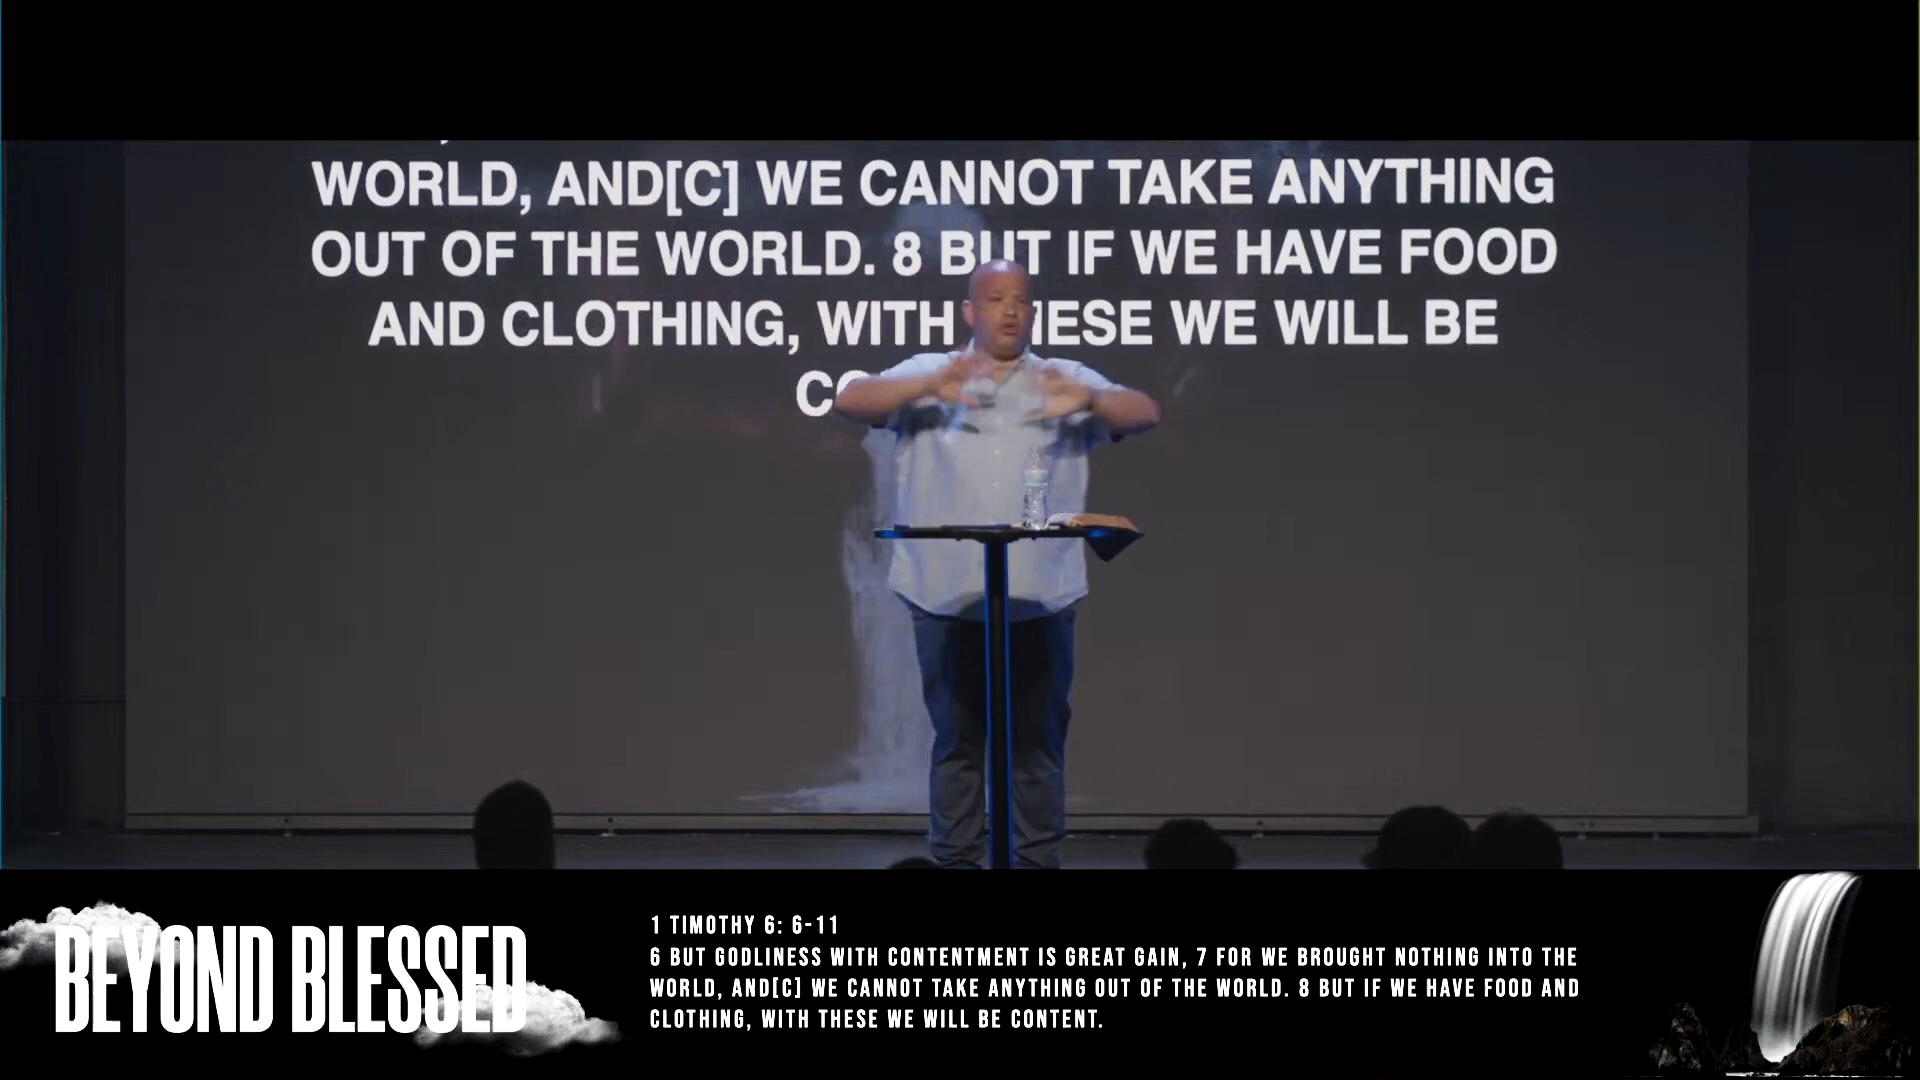 WORLD, AND[C] WE CANNOT TAKE ANYTHING
OUT OF THE WORLD. 8 BUT IF WE HAVE FOOD
AND CLOTHING, WITH THESE WE WILL BE
BEYOND BLESSED
1 TIMOTHY 6: 6-11
6 BUT GODLINESS WITH CONTENTMENT IS GREAT GAIN, 7 FOR WE BROUGHT NOTHING INTO THE
WORLD, AND[C] WE CANNOT TAKE ANYTHING OUT OF THE WORLD. 8 BUT IF WE HAVE FOOD AND
CLOTHING, WITH THESE WE WILL BE CONTENT.